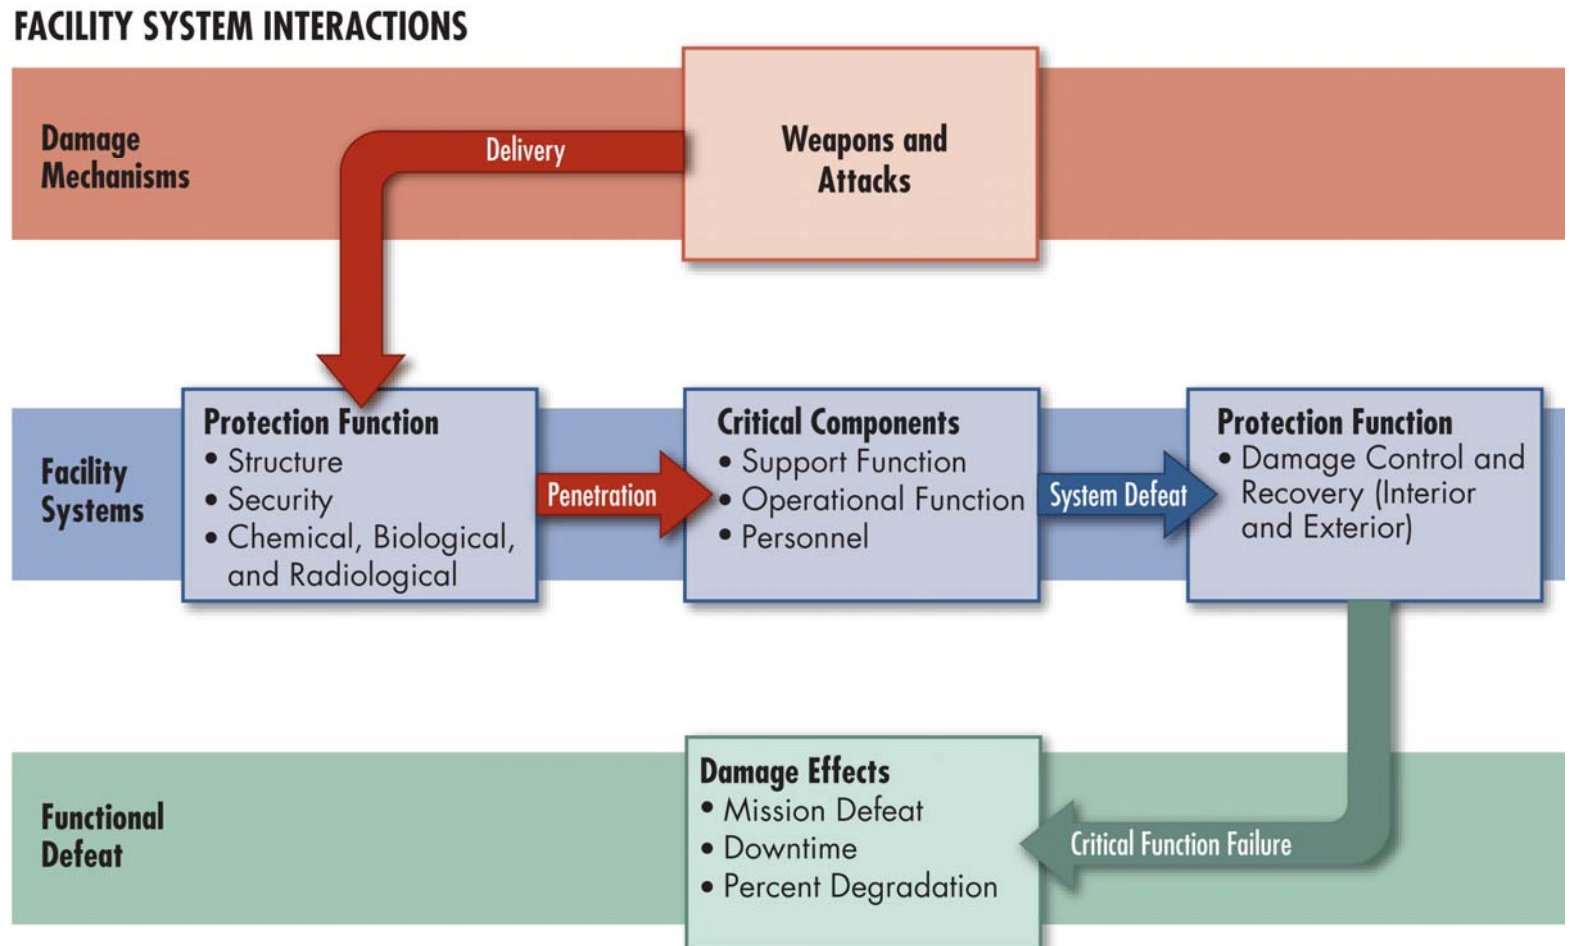 FACILITY SYSTEM INTERACTIONS
Damage
Mechanisms
Delivery
Weapons and
Attacks
Facility
Systems
Protection Function
• Structure
• Security
• Chemical, Biological,
and Radiological
Penetration
Critical Components
• Support Function
• Operational Function
• Personnel
System Defeat
Protection Function
• Damage Control and
Recovery (Interior
and Exterior)
Functional
Defeat
Damage Effects
• Mission Defeat
• Downtime
• Percent Degradation
Critical Function Failure